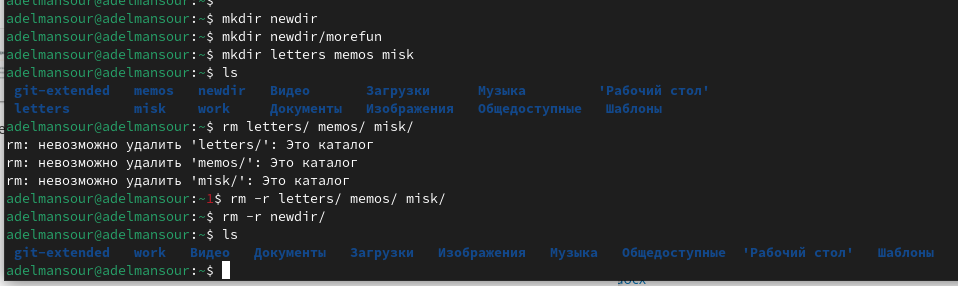 adelmansour@adelmansour:~$
adelmansour@adelmansour:~$ mkdir newdir
adelmansour@adelmansour:~$ mkdir newdir/morefun
adelmansour@adelmansour:~$ mkdir letters memos misk
adelmansour@adelmansour:~$ ls
git-extended memos newdir Видео Загрузки Музыка 'Рабочий стол'
letters misk work Документы Изображения Общедоступные Шаблоны
adelmansour@adelmansour:~$ rm letters/ memos/ misk/
rm: невозможно удалить 'letters/': Это каталог
rm: невозможно удалить 'memos/': Это каталог
rm: невозможно удалить 'misk/': Это каталог
adelmansour@adelmansour:~1$ rm -r letters/ memos/ misk/
adelmansour@adelmansour:~$ rm -r newdir/
adelmansour@adelmansour:~$ ls
git-extended work Видео Документы Загрузки Изображения Музыка Общедоступные 'Рабочий стол' Шаблоны
adelmansour@adelmansour:~$